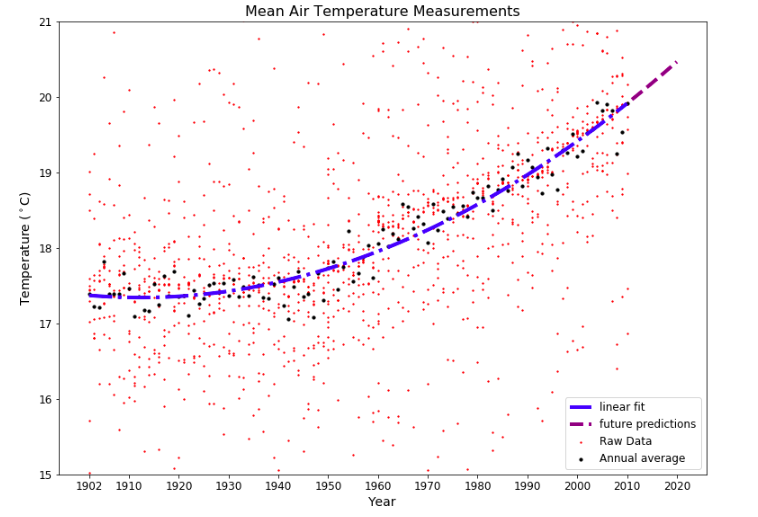 Mean Air Temperature Measurements
21
20
19
18
17
16
15
Temperature (°C)
linear fit
future predictions
Raw Data
Annual average
1902 1910 1920 1930 1940 1950 1960 1970 1980 1990 2000 2010 2020
Year